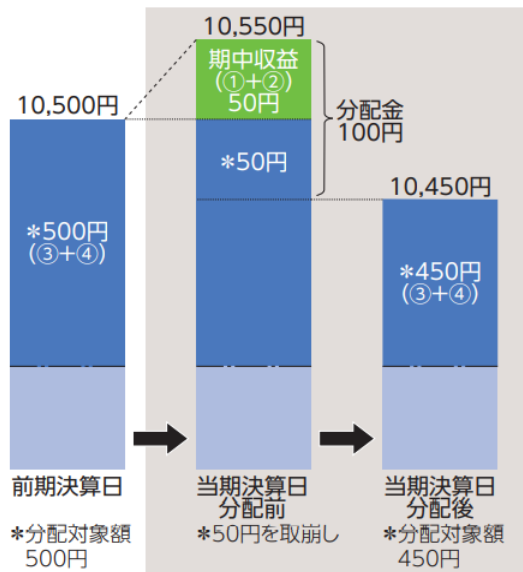 10,550円
期中収益
(①+②)
50円
10,500円
分配金
100円
*50円
10,450円
*500円
(③+④)
*450円
(③+④)
前期決算日
当期決算日
分配前
当期決算日
分配後
*分配対象額
500円
*50円を取崩し
*分配対象額
450円